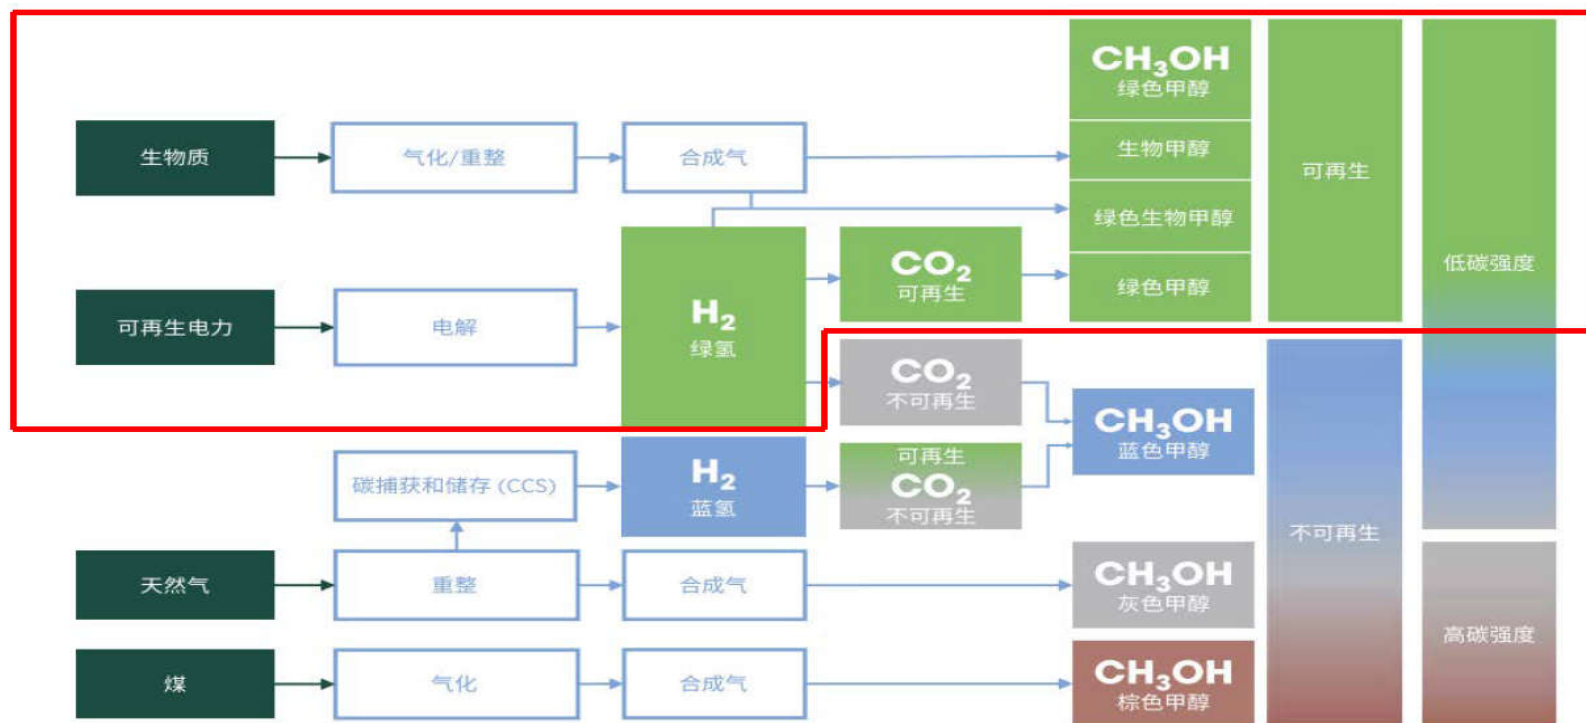 CH₃OH
绿色甲醇
生物质
气化/重整
合成气
生物甲醇
可再生
绿色生物甲醇
可再生电力
电解
H₂
绿氢
CO₂
可再生
绿色甲醇
低碳强度
CO₂
不可再生
CH₃OH
蓝色甲醇
碳捕获和储存 (CCS)
H₂
蓝氢
可再生
CO₂
不可再生
不可再生
天然气
重整
合成气
CH₃OH
灰色甲醇
高碳强度
煤
气化
合成气
CH₃OH
棕色甲醇